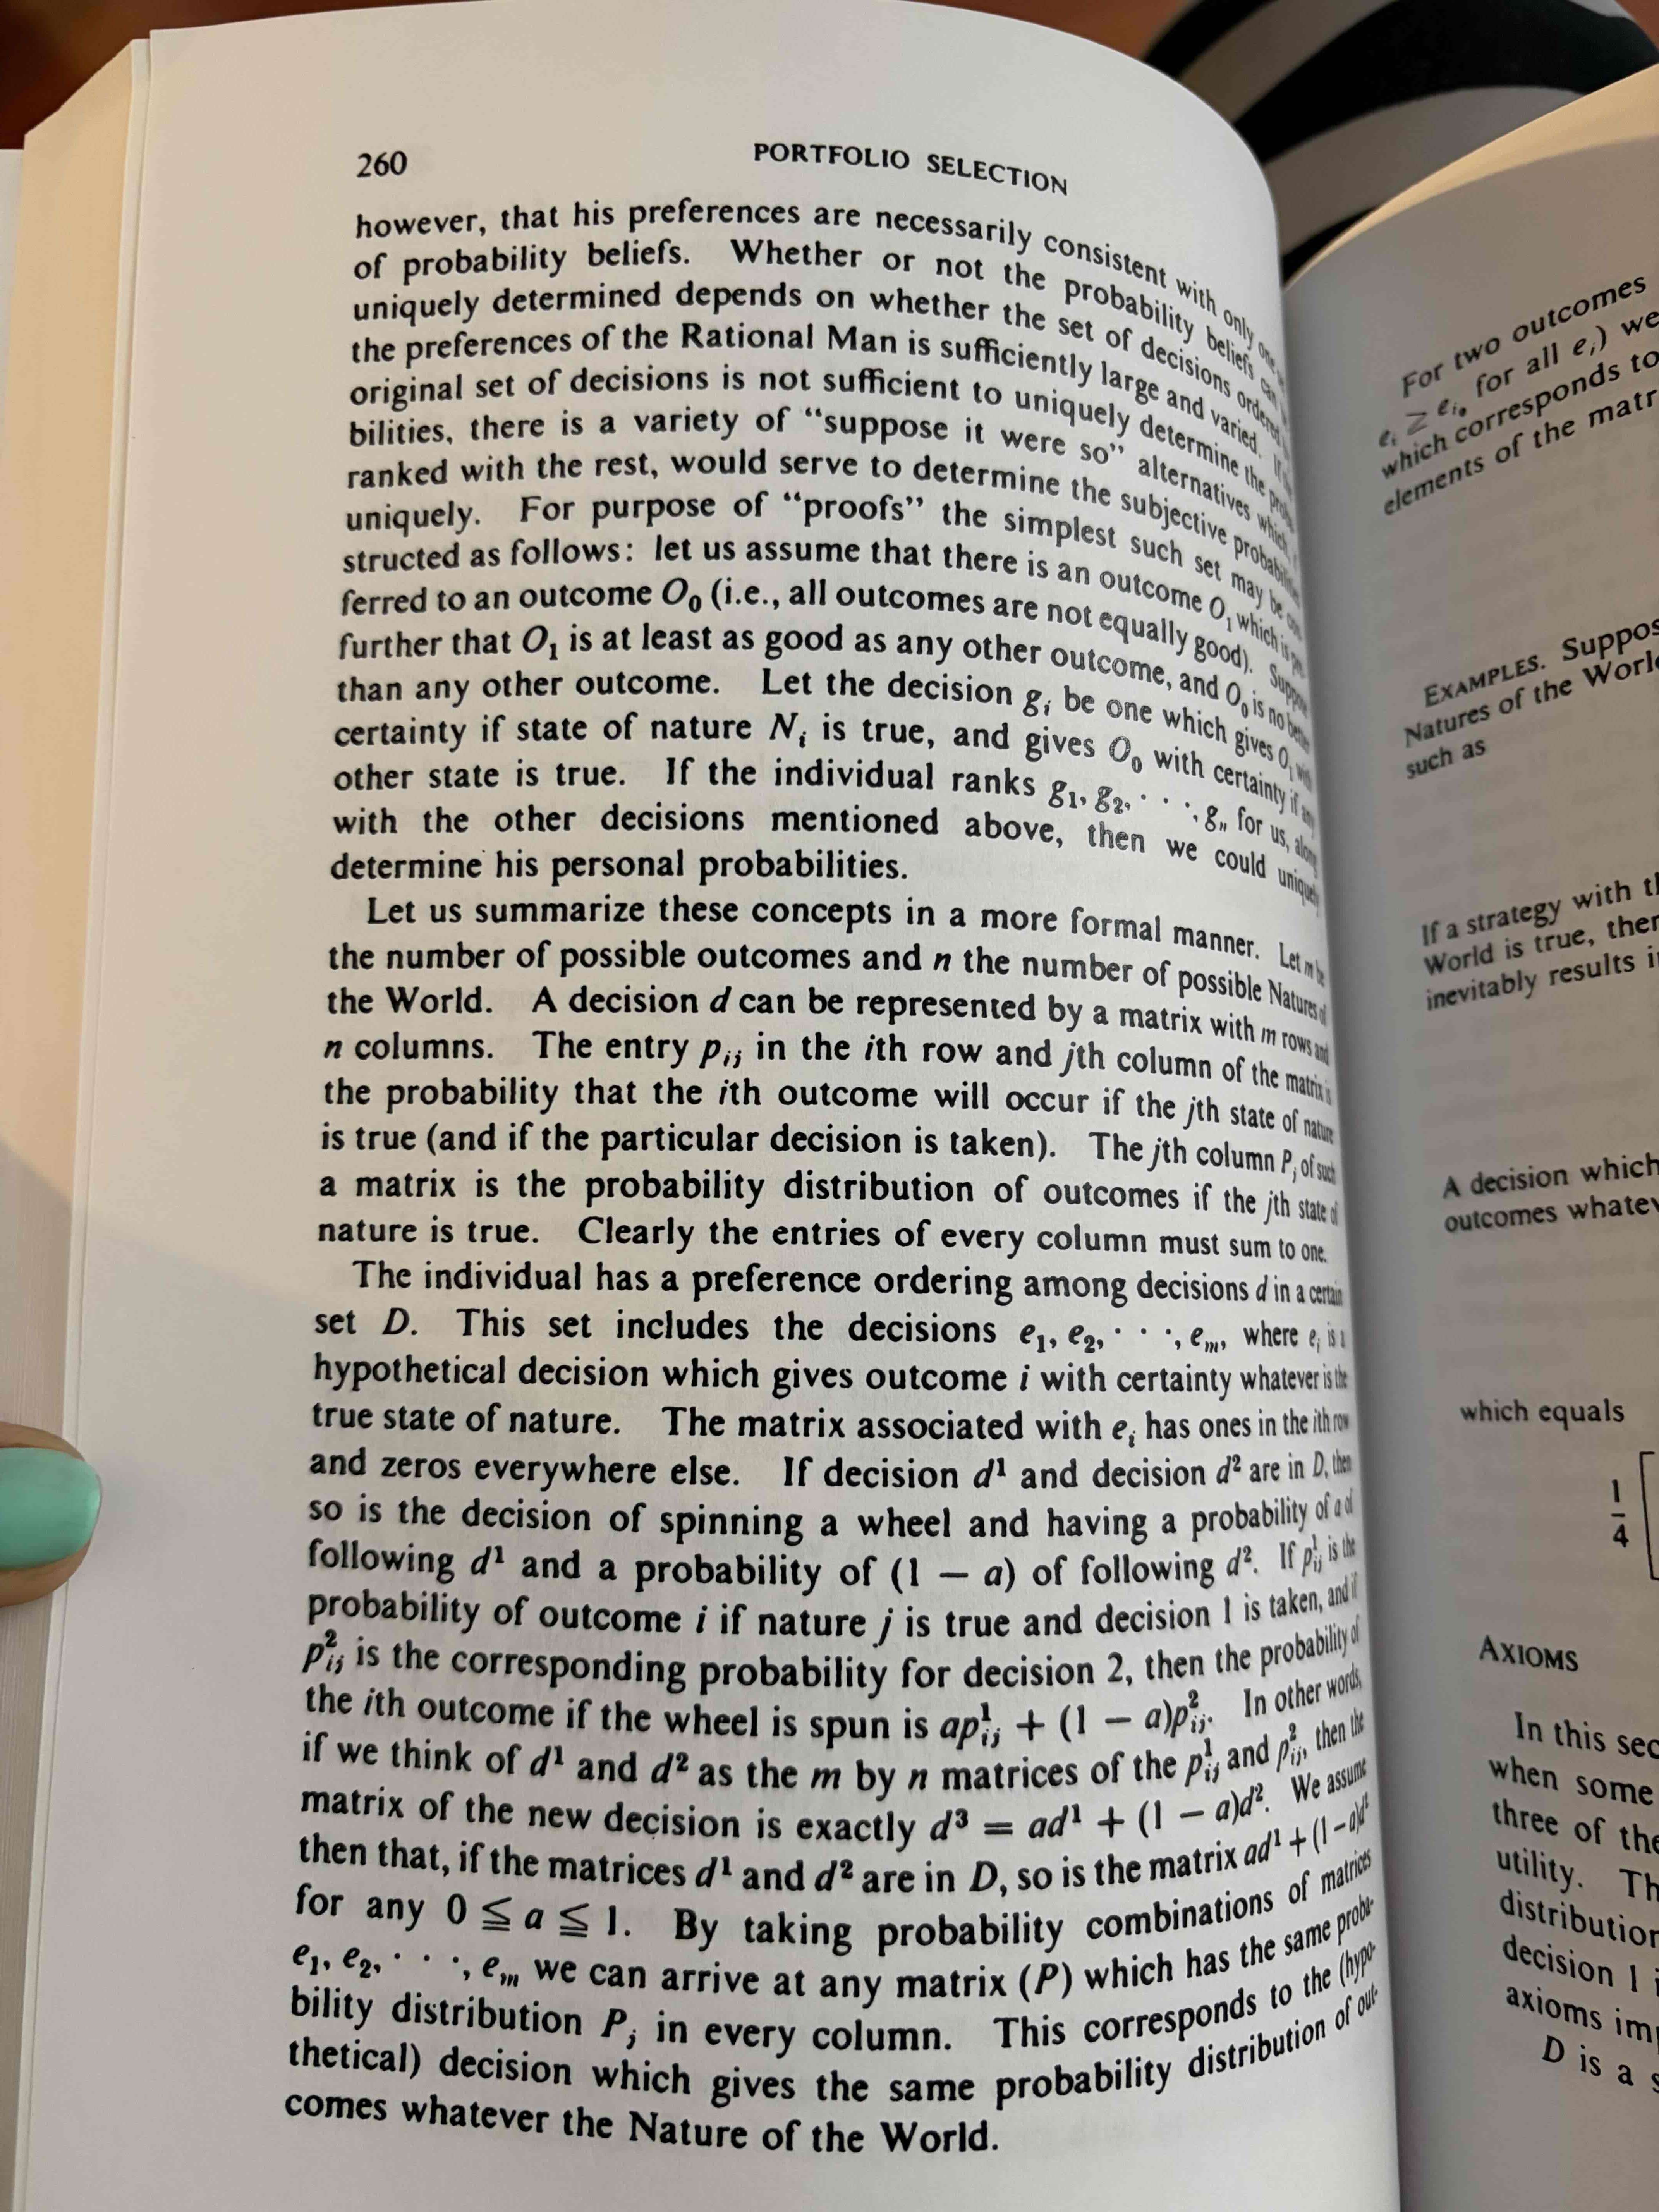 260
PORTFOLIO SELECTION
however, that his preferences are necessarily consistent with only one
of probability beliefs. Whether or not the probability beliefs can
uniquely determined depends on whether the set of decisions ordered
the preferences of the Rational Man is sufficiently large and varied. If
original set of decisions is not sufficient to uniquely determine the proba-
bilities, there is a variety of “suppose it were so” alternatives which,
ranked with the rest, would serve to determine the subjective probabilities
uniquely. For purpose of “proofs” the simplest such set may be con-
structed as follows: let us assume that there is an outcome O₁ which is pre-
ferred to an outcome O₀ (i.e., all outcomes are not equally good). Suppose
further that O₁ is at least as good as any other outcome, and O₀ is no better
than any other outcome. Let the decision gᵢ be one which gives O₁ with
certainty if state of nature Nᵢ is true, and gives O₀ with certainty if any
other state is true. If the individual ranks g₁, g₂, · · ·, gₙ for us, along
with the other decisions mentioned above, then we could uniquely
determine his personal probabilities.
Let us summarize these concepts in a more formal manner. Let m be
the number of possible outcomes and n the number of possible Natures of
the World. A decision d can be represented by a matrix with m rows and
n columns. The entry pᵢⱼ in the ith row and jth column of the matrix is
the probability that the ith outcome will occur if the jth state of nature
is true (and if the particular decision is taken). The jth column Pⱼ of such
a matrix is the probability distribution of outcomes if the jth state of
nature is true. Clearly the entries of every column must sum to one.
The individual has a preference ordering among decisions d in a certain
set D. This set includes the decisions e₁, e₂, · · ·, eₘ, where eᵢ is a
hypothetical decision which gives outcome i with certainty whatever is the
true state of nature. The matrix associated with eᵢ has ones in the ith row
and zeros everywhere else. If decision d¹ and decision d² are in D, then
so is the decision of spinning a wheel and having a probability of a of
following d¹ and a probability of (1 − a) of following d². If p¹ᵢⱼ is the
probability of outcome i if nature j is true and decision 1 is taken, and if
p²ᵢⱼ is the corresponding probability for decision 2, then the probability of
the ith outcome if the wheel is spun is ap¹ᵢⱼ + (1 − a)p²ᵢⱼ. In other words,
if we think of d¹ and d² as the m by n matrices of the p¹ᵢⱼ and p²ᵢⱼ, then the
matrix of the new decision is exactly d³ = ad¹ + (1 − a)d². We assume
then that, if the matrices d¹ and d² are in D, so is the matrix ad¹ + (1 − a)d²
for any 0 ≦ a ≦ 1. By taking probability combinations of matrices
e₁, e₂, · · ·, eₘ we can arrive at any matrix (P) which has the same proba-
bility distribution Pⱼ in every column. This corresponds to the (hypo-
thetical) decision which gives the same probability distribution of out-
comes whatever the Nature of the World.
For two outcomes
for all eⱼ) we
which corresponds to
elements of the matr
EXAMPLES. Suppos
Natures of the Worl
such as
If a strategy with th
World is true, ther
inevitably results i
A decision which
outcomes whatev
which equals
1
4
AXIOMS
In this sec
when some
three of the
utility. Th
distribution
decision 1 i
axioms imp
D is a s